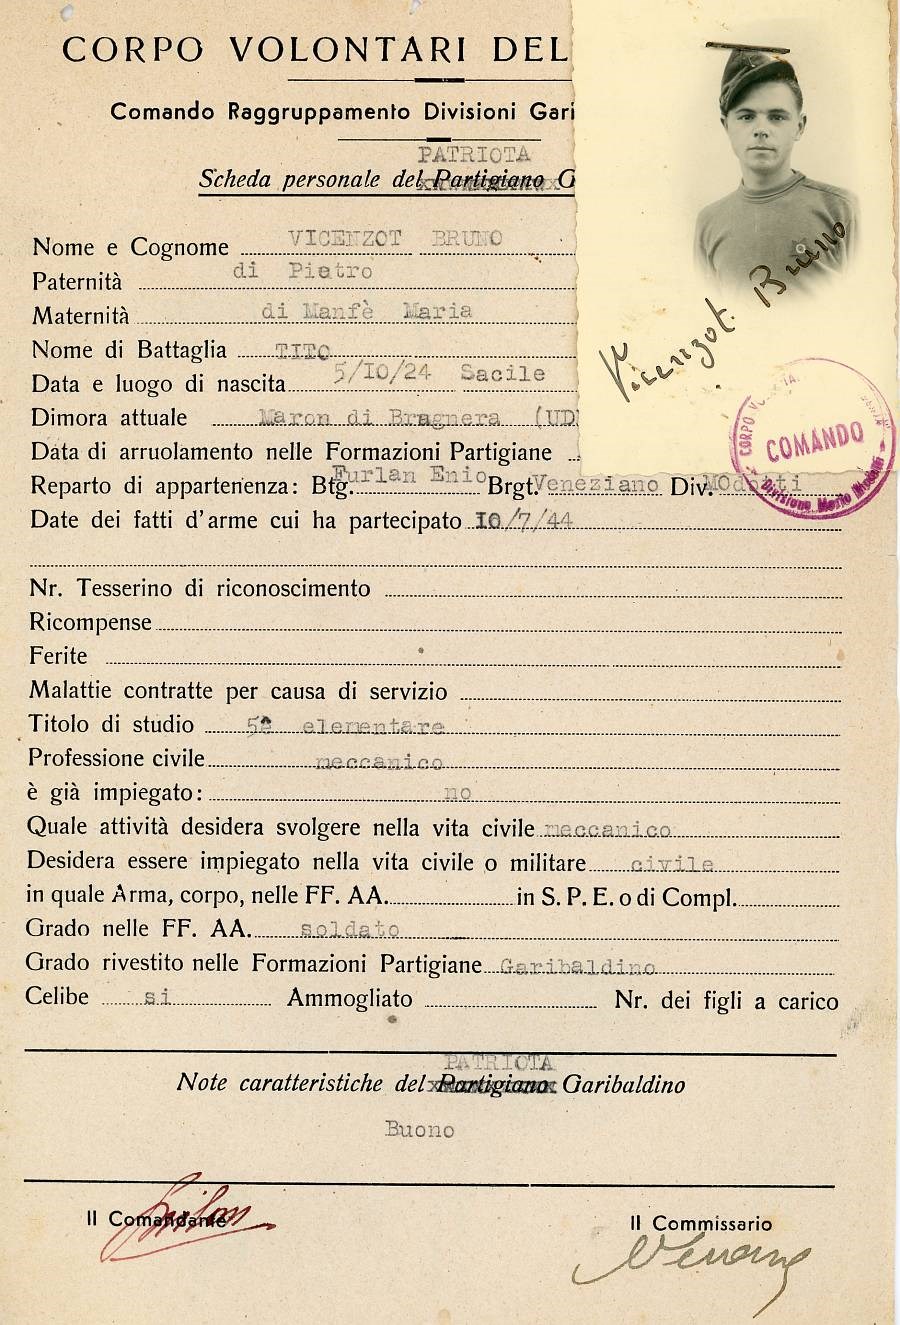 CORPO VOLONTARI DEL
Comando Raggruppamento Divisioni Gari
PATRIOTA
Scheda personale del Partigiano G
Nome e Cognome VICENZOT BRUNO
Paternità di Pietro
Maternità di Manfè Maria
Nome di Battaglia TITO
Data e luogo di nascita 5/IO/24 Sacile
Dimora attuale Maron di Brugnera (UD
Data di arruolamento nelle Formazioni Partigiane
Reparto di appartenenza: Btg. Furlan Enio Brgt. Veneziano Div. MOdotti
Date dei fatti d'arme cui ha partecipato 10/7/44
Nr. Tesserino di riconoscimento
Ricompense
Ferite
Malattie contratte per causa di servizio
Titolo di studio 5ª elementare
Professione civile meccanico
è già impiegato: no
Quale attività desidera svolgere nella vita civile meccanico
Desidera essere impiegato nella vita civile o militare civile
in quale Arma, corpo, nelle FF. AA. in S. P. E. o di Compl.
Grado nelle FF. AA. soldato
Grado rivestito nelle Formazioni Partigiane Garibaldino
Celibe si Ammogliato Nr. dei figli a carico
PATRIOTA
Note caratteristiche del Partigiano Garibaldino
Buono
Il Comandante Il Commissario
Vicenzot Bruno
CORPO VO
COMANDO
Divisione Mario Modotti